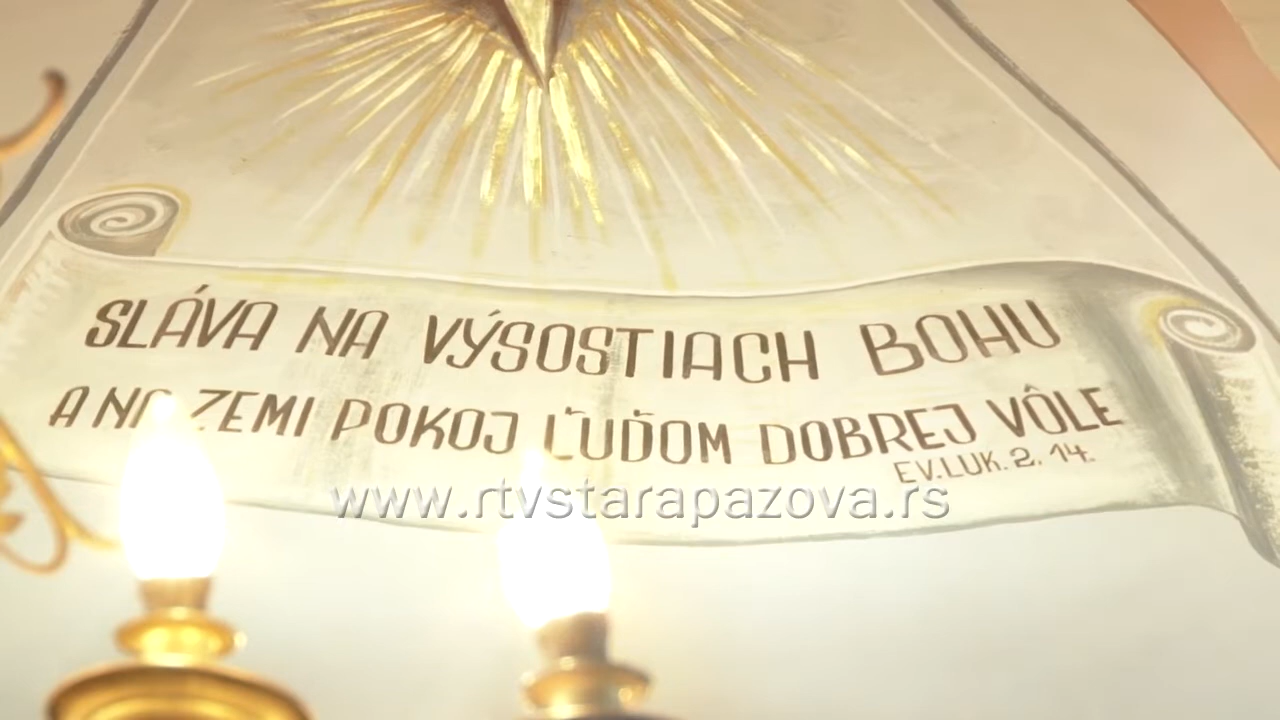 SLÁVA NA VÝSOSTIACH BOHU
A NA ZEMI POKOJ ĽUĎOM DOBREJ VÔLE
EV. LUK. 2. 14.
www.rtvstarapazova.rs